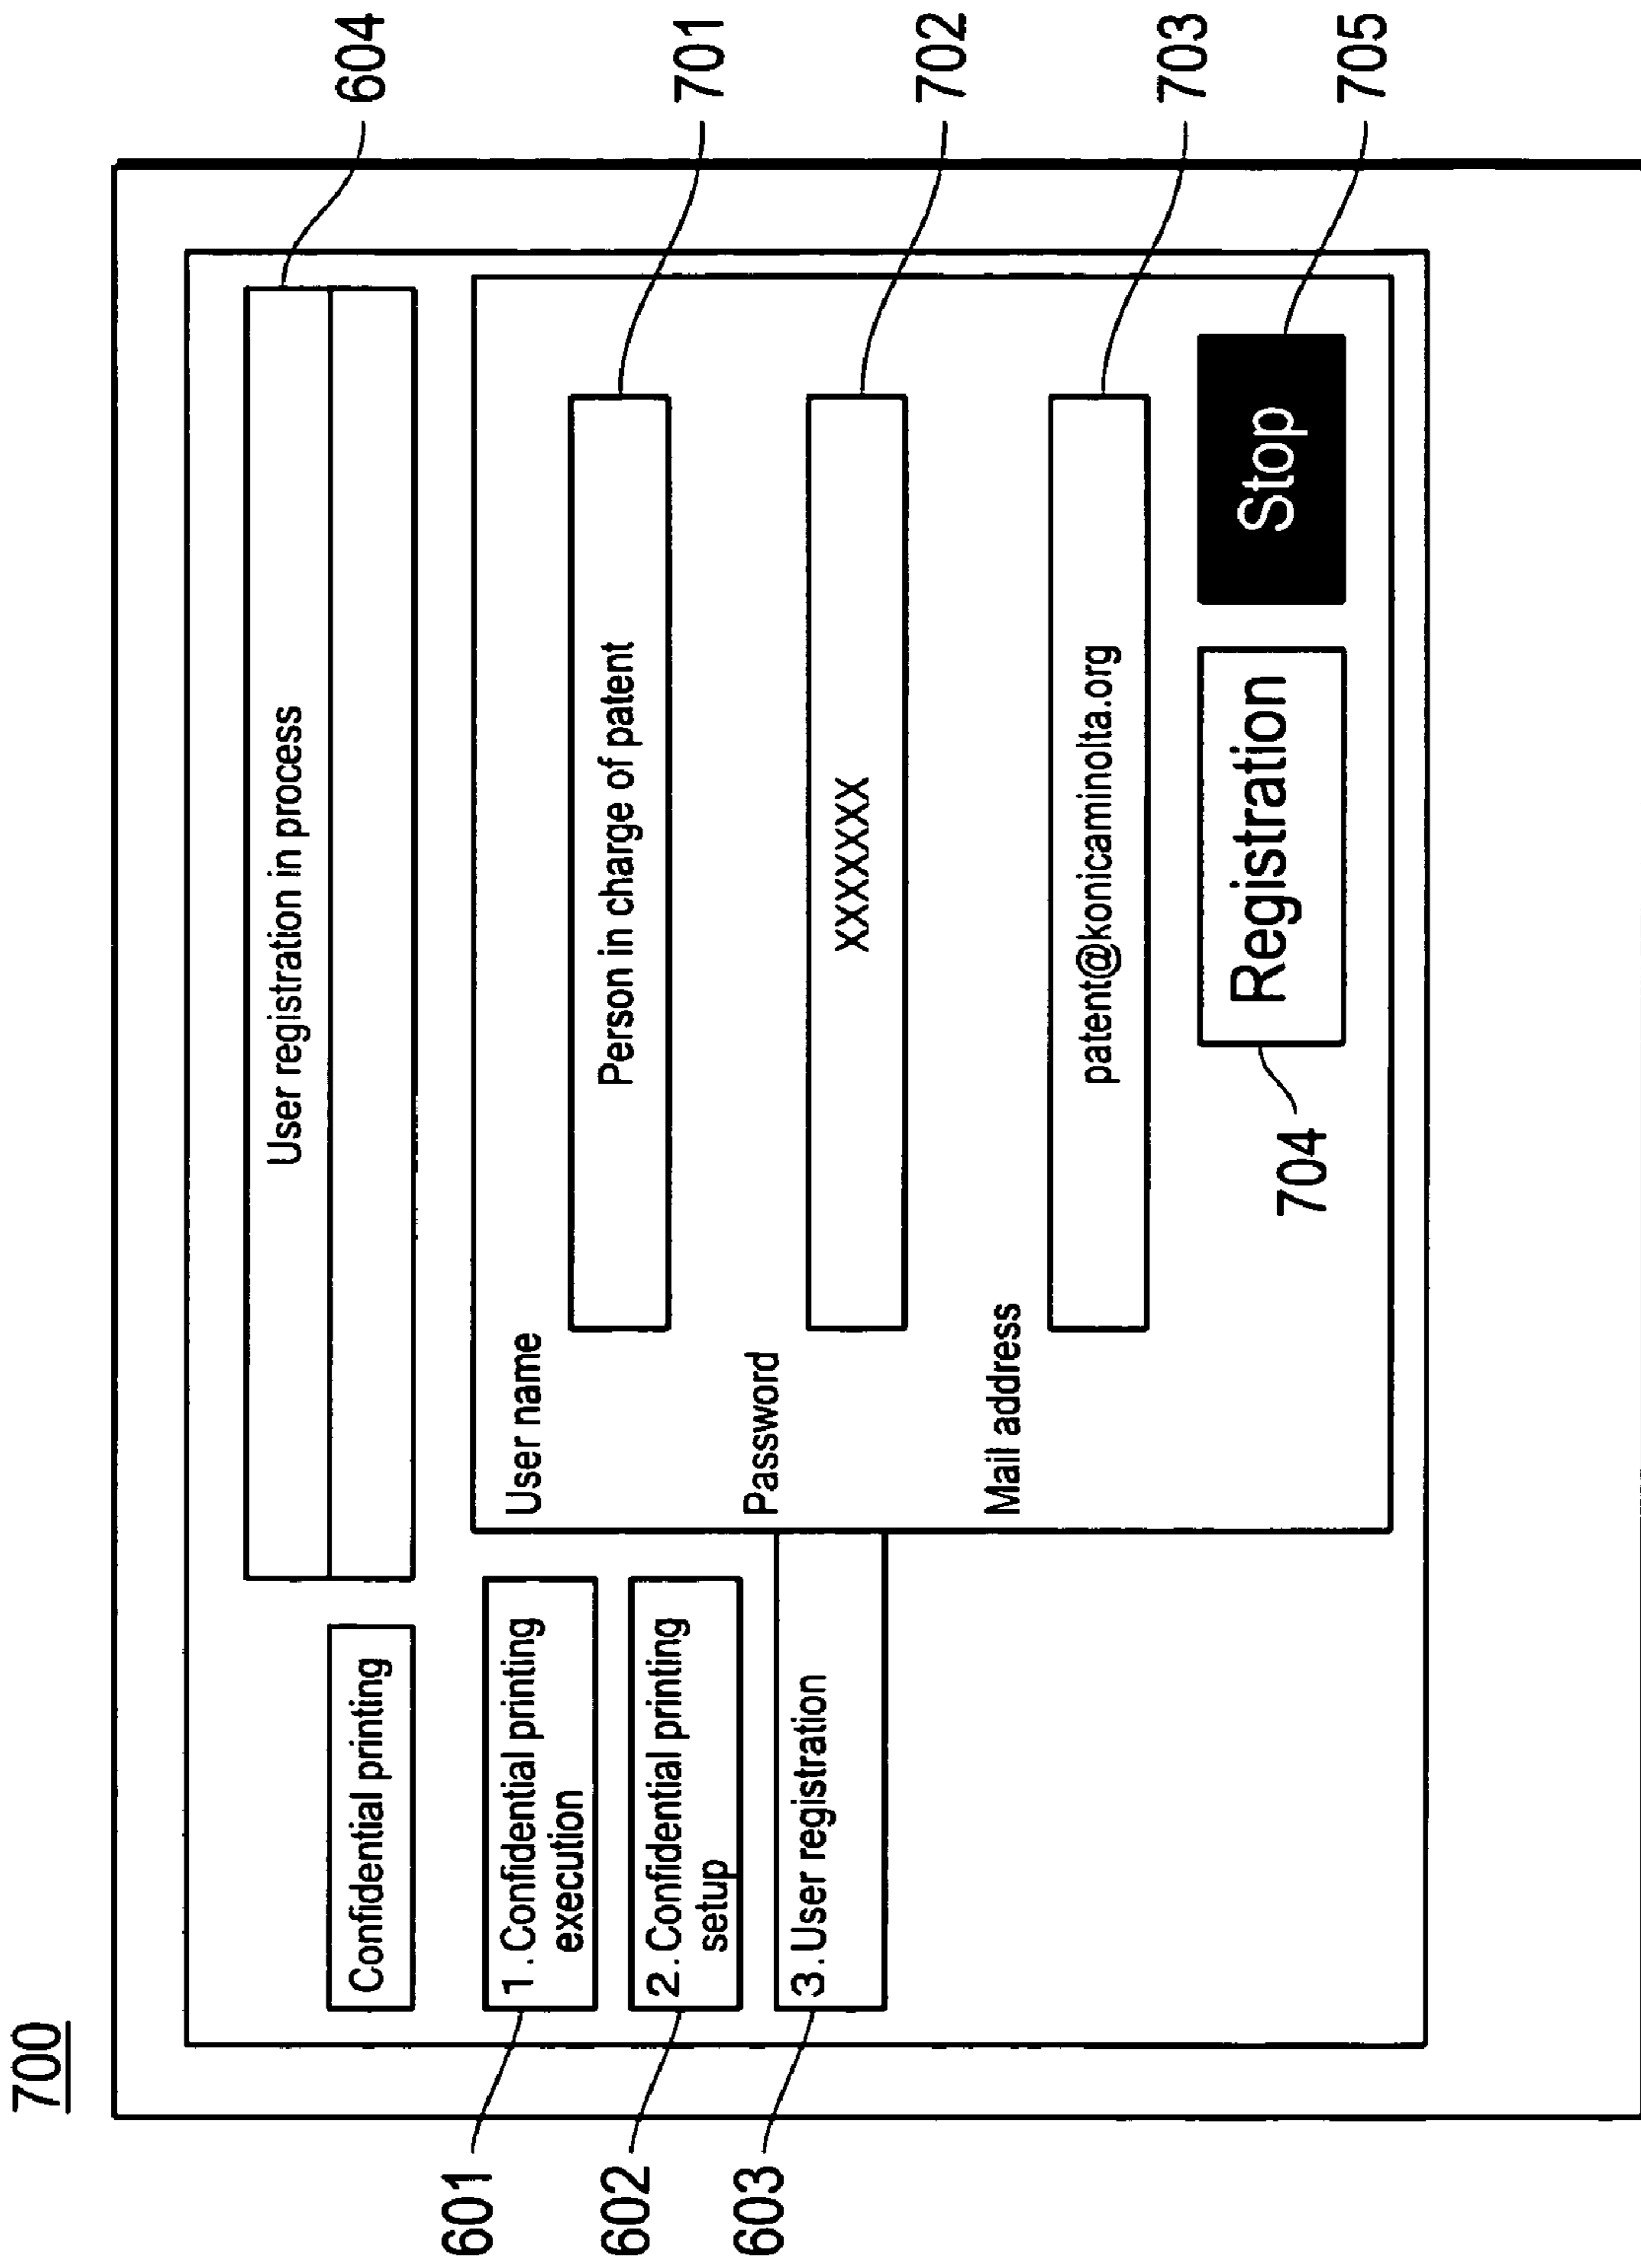 700
604
User registration in process
Confidential printing
601
1. Confidential printing
execution
602
2. Confidential printing
setup
603
3. User registration
User name
Person in charge of patent
701
Password
XXXXXXX
702
Mail address
patent@konicaminolta.org
703
704
Registration
Stop
705